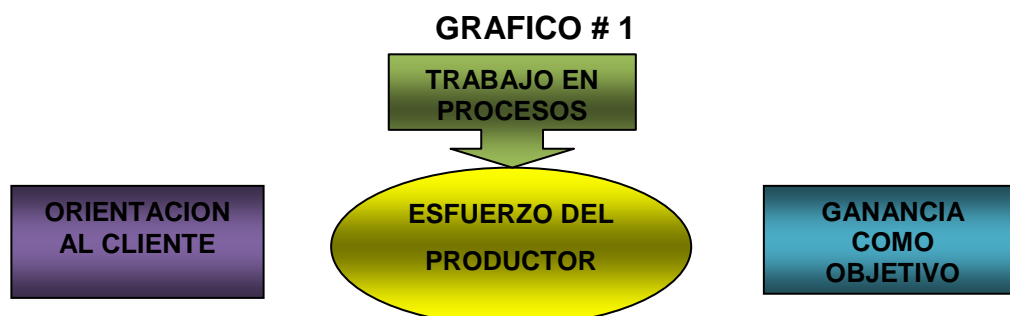 GRAFICO # 1
TRABAJO EN
PROCESOS
ORIENTACION
AL CLIENTE
ESFUERZO DEL
PRODUCTOR
GANANCIA
COMO
OBJETIVO